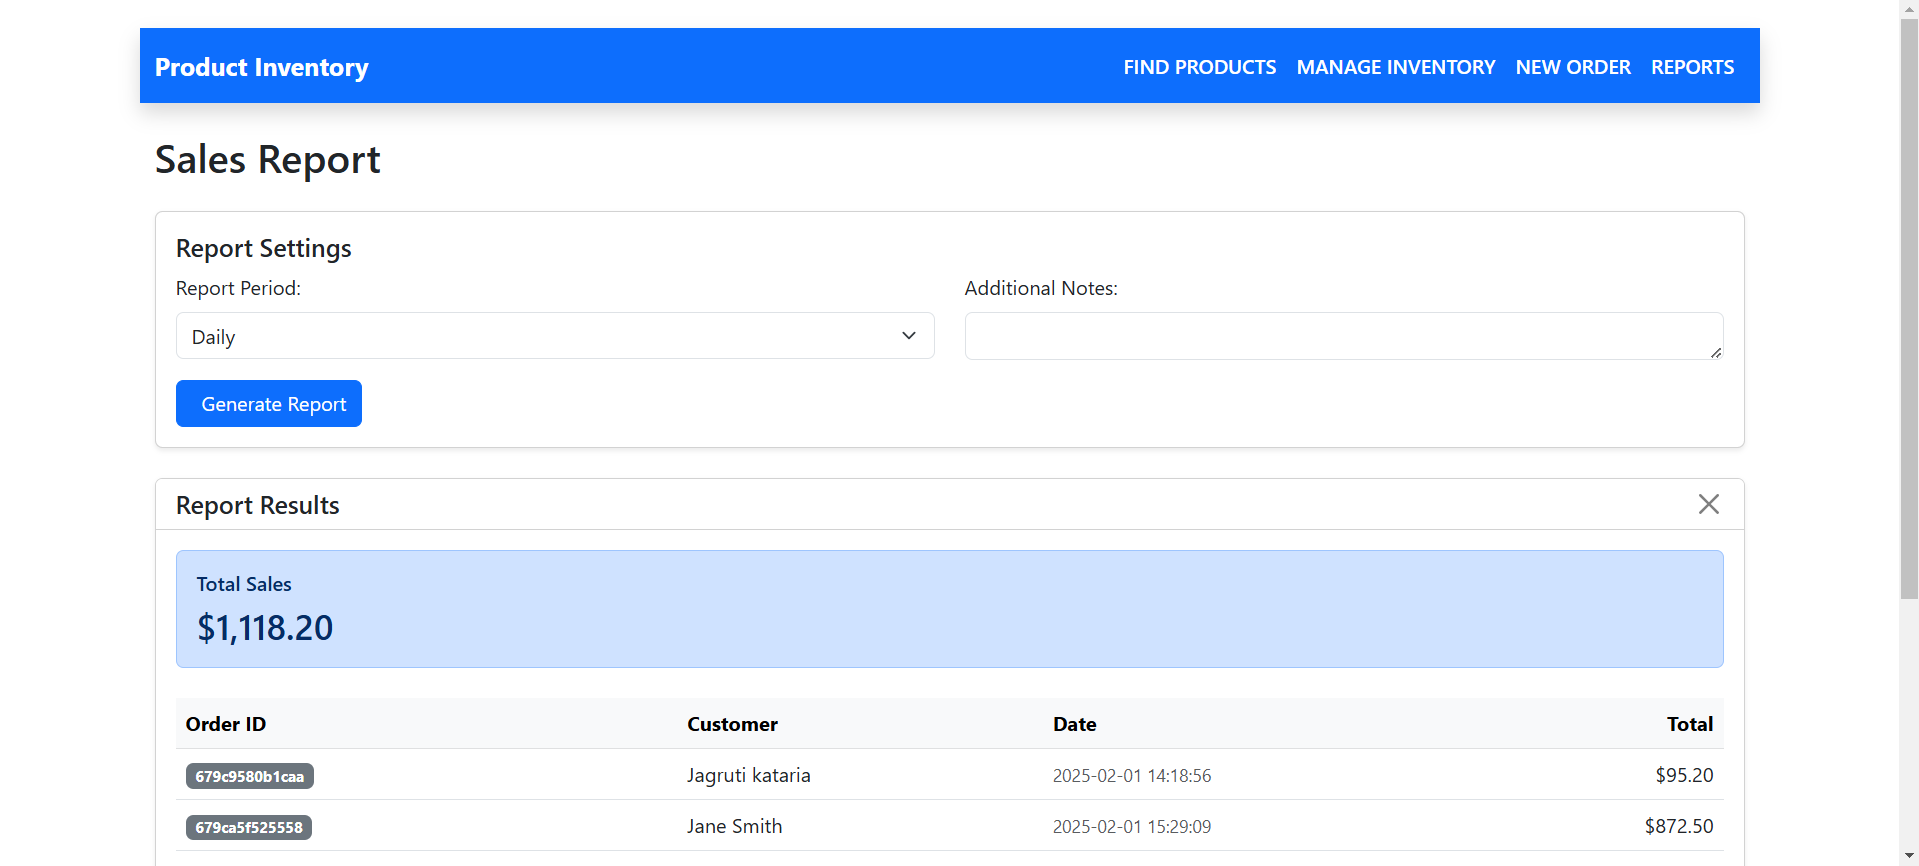 Product Inventory FIND PRODUCTS MANAGE INVENTORY NEW ORDER REPORTS
Sales Report
Report Settings
Report Period: Additional Notes:
Daily
Generate Report
Report Results
Total Sales
$1,118.20
Order ID Customer Date Total
679c9580b1caa Jagruti kataria 2025-02-01 14:18:56 $95.20
679ca5f525558 Jane Smith 2025-02-01 15:29:09 $872.50